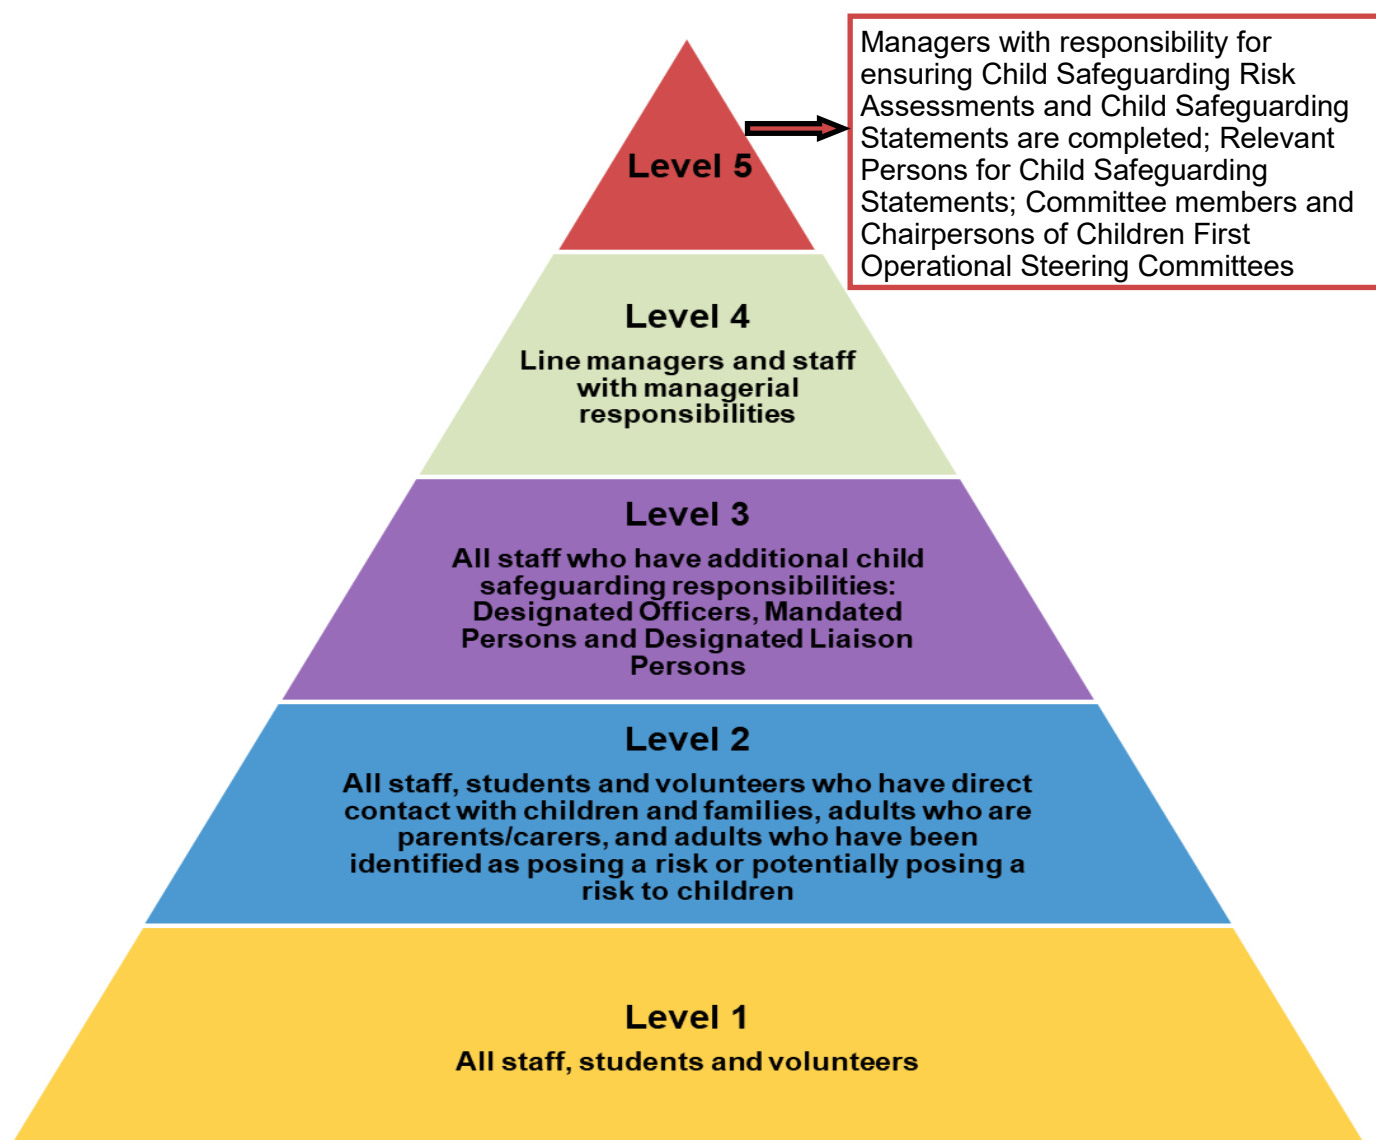 Managers with responsibility for
ensuring Child Safeguarding Risk
Assessments and Child Safeguarding
Statements are completed; Relevant
Persons for Child Safeguarding
Statements; Committee members and
Chairpersons of Children First
Operational Steering Committees
Level 5
Level 4
Line managers and staff
with managerial
responsibilities
Level 3
All staff who have additional child
safeguarding responsibilities:
Designated Officers, Mandated
Persons and Designated Liaison
Persons
Level 2
All staff, students and volunteers who have direct
contact with children and families, adults who are
parents/carers, and adults who have been
identified as posing a risk or potentially posing a
risk to children
Level 1
All staff, students and volunteers